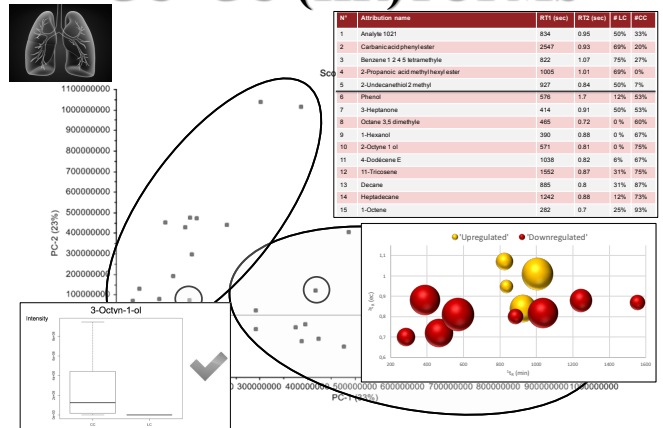 N° Attribution name RT1 (sec) RT2 (sec) # LC #CC
1 Analyte 1021 834 0.95 50% 33%
2 Carbanicacidphenylester 2547 0.93 69% 20%
3 Benzene 1 2 4 5 tetramethyle 822 1.07 75% 27%
4 2-Propanoic acid methyl hexyl ester 1005 1.01 69% 0%
5 2-Undecanethiol 2 methyl 927 0.84 50% 7%
6 Phenol 576 1.7 12% 53%
7 3-Heptanone 414 0.91 50% 53%
8 Octane 3,5 dimethyle 465 0.72 0 % 60%
9 1-Hexanol 390 0.88 0 % 67%
10 2-Octyne 1 ol 571 0.81 0 % 75%
11 4-Dodécene E 1038 0.82 6% 67%
12 11-Tricosene 1552 0.87 31% 75%
13 Decane 885 0.8 31% 87%
14 Heptadecane 1242 0.88 12% 73%
15 1-Octene 282 0.7 25% 93%
Sco
1100000000
1000000000
900000000
800000000
700000000
600000000
500000000
400000000
300000000
200000000
100000000
PC-2 (23%)
'Upregulated' 'Downregulated'
1,1
1
0,9
0,8
0,7
0,6
200 400 600 800 1000 1200 1400 1600
¹tR (min)
3-Octyn-1-ol
Intensity
CC LC
300000000 400000000 500000000 600000000 700000000 800000000 900000000 1000000000
PC-1 (33%)